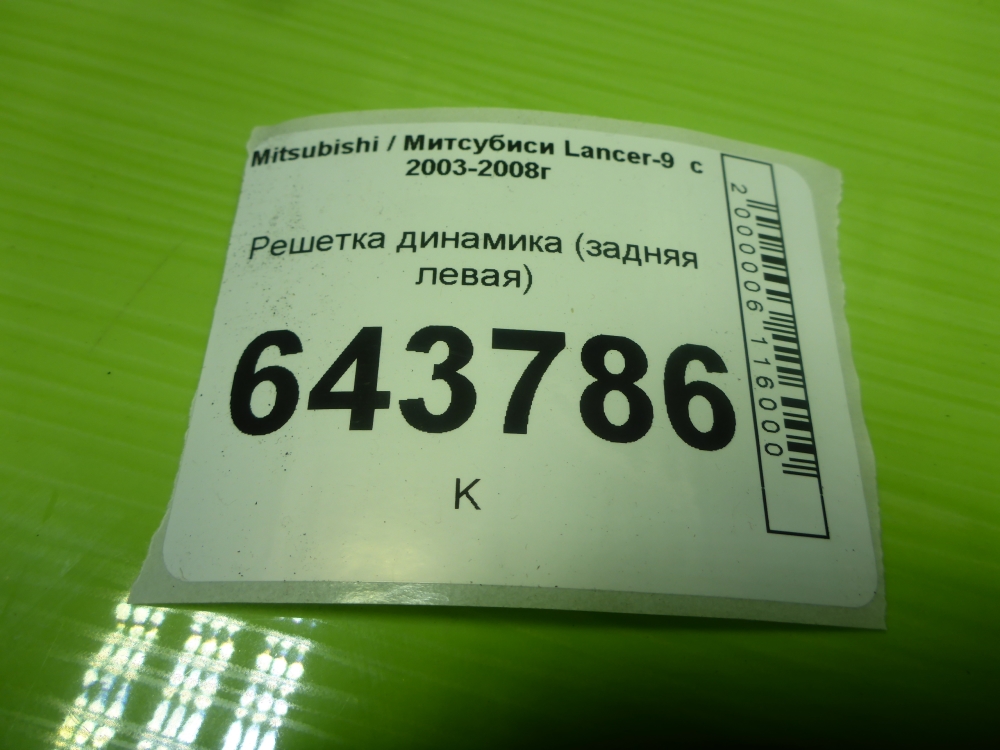 Mitsubishi / Митсубиси Lancer-9 с
2003-2008г
Решетка динамика (задняя
левая)
643786
К
2000006116000